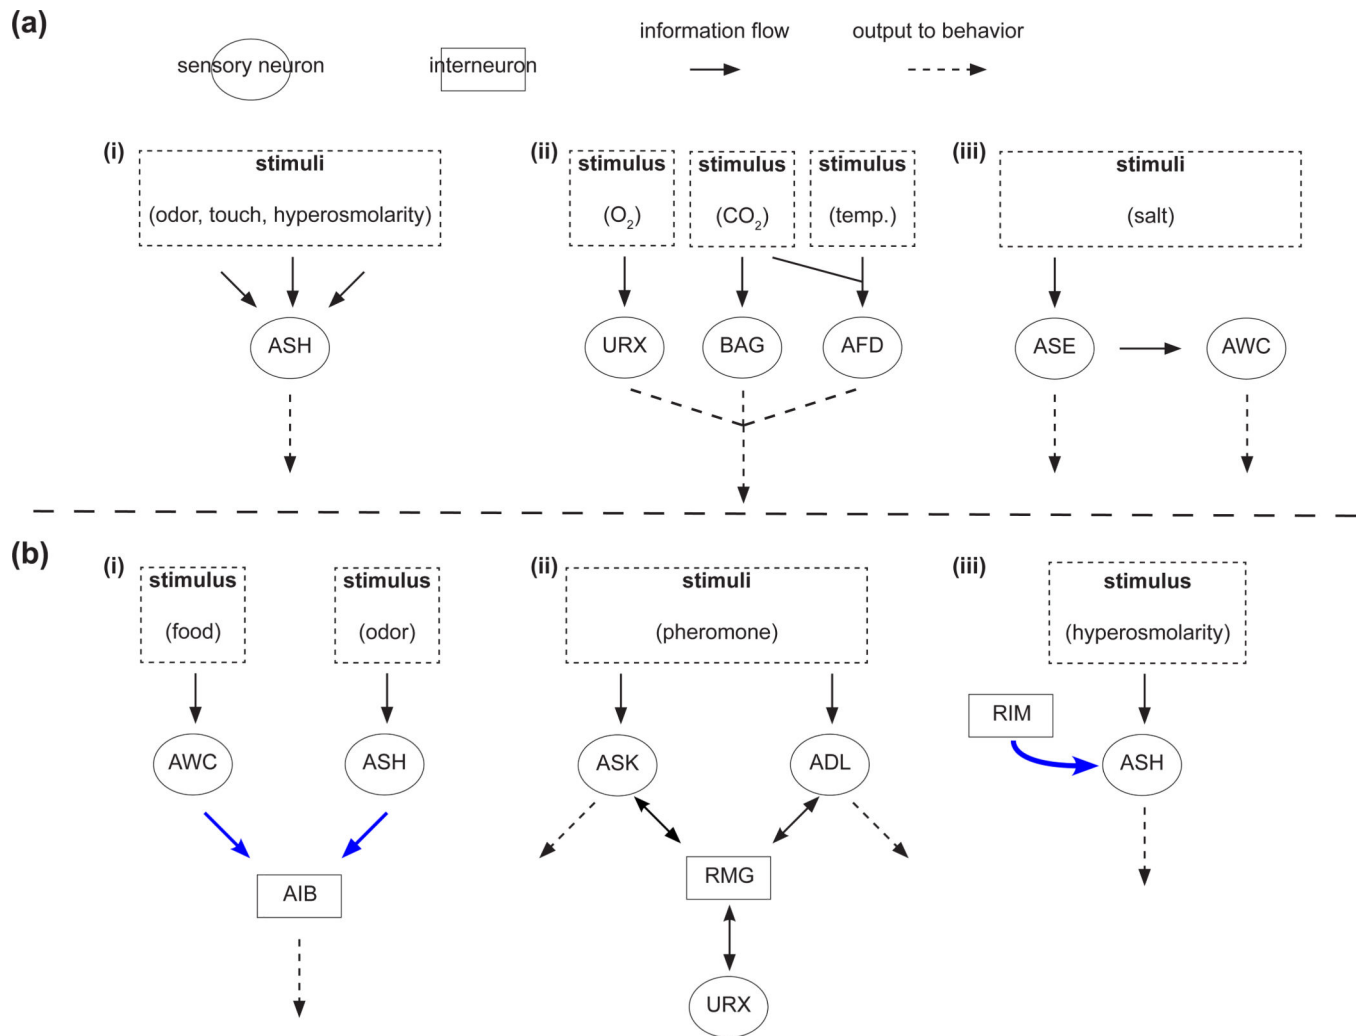 (a)
information flow
output to behavior
sensory neuron
interneuron
(i)
stimuli
(odor, touch, hyperosmolarity)
ASH
(ii)
stimulus
(O₂)
stimulus
(CO₂)
stimulus
(temp.)
URX
BAG
AFD
(iii)
stimuli
(salt)
ASE
AWC
(b)
(i)
stimulus
(food)
stimulus
(odor)
AWC
ASH
AIB
(ii)
stimuli
(pheromone)
ASK
ADL
RMG
URX
(iii)
stimulus
(hyperosmolarity)
RIM
ASH